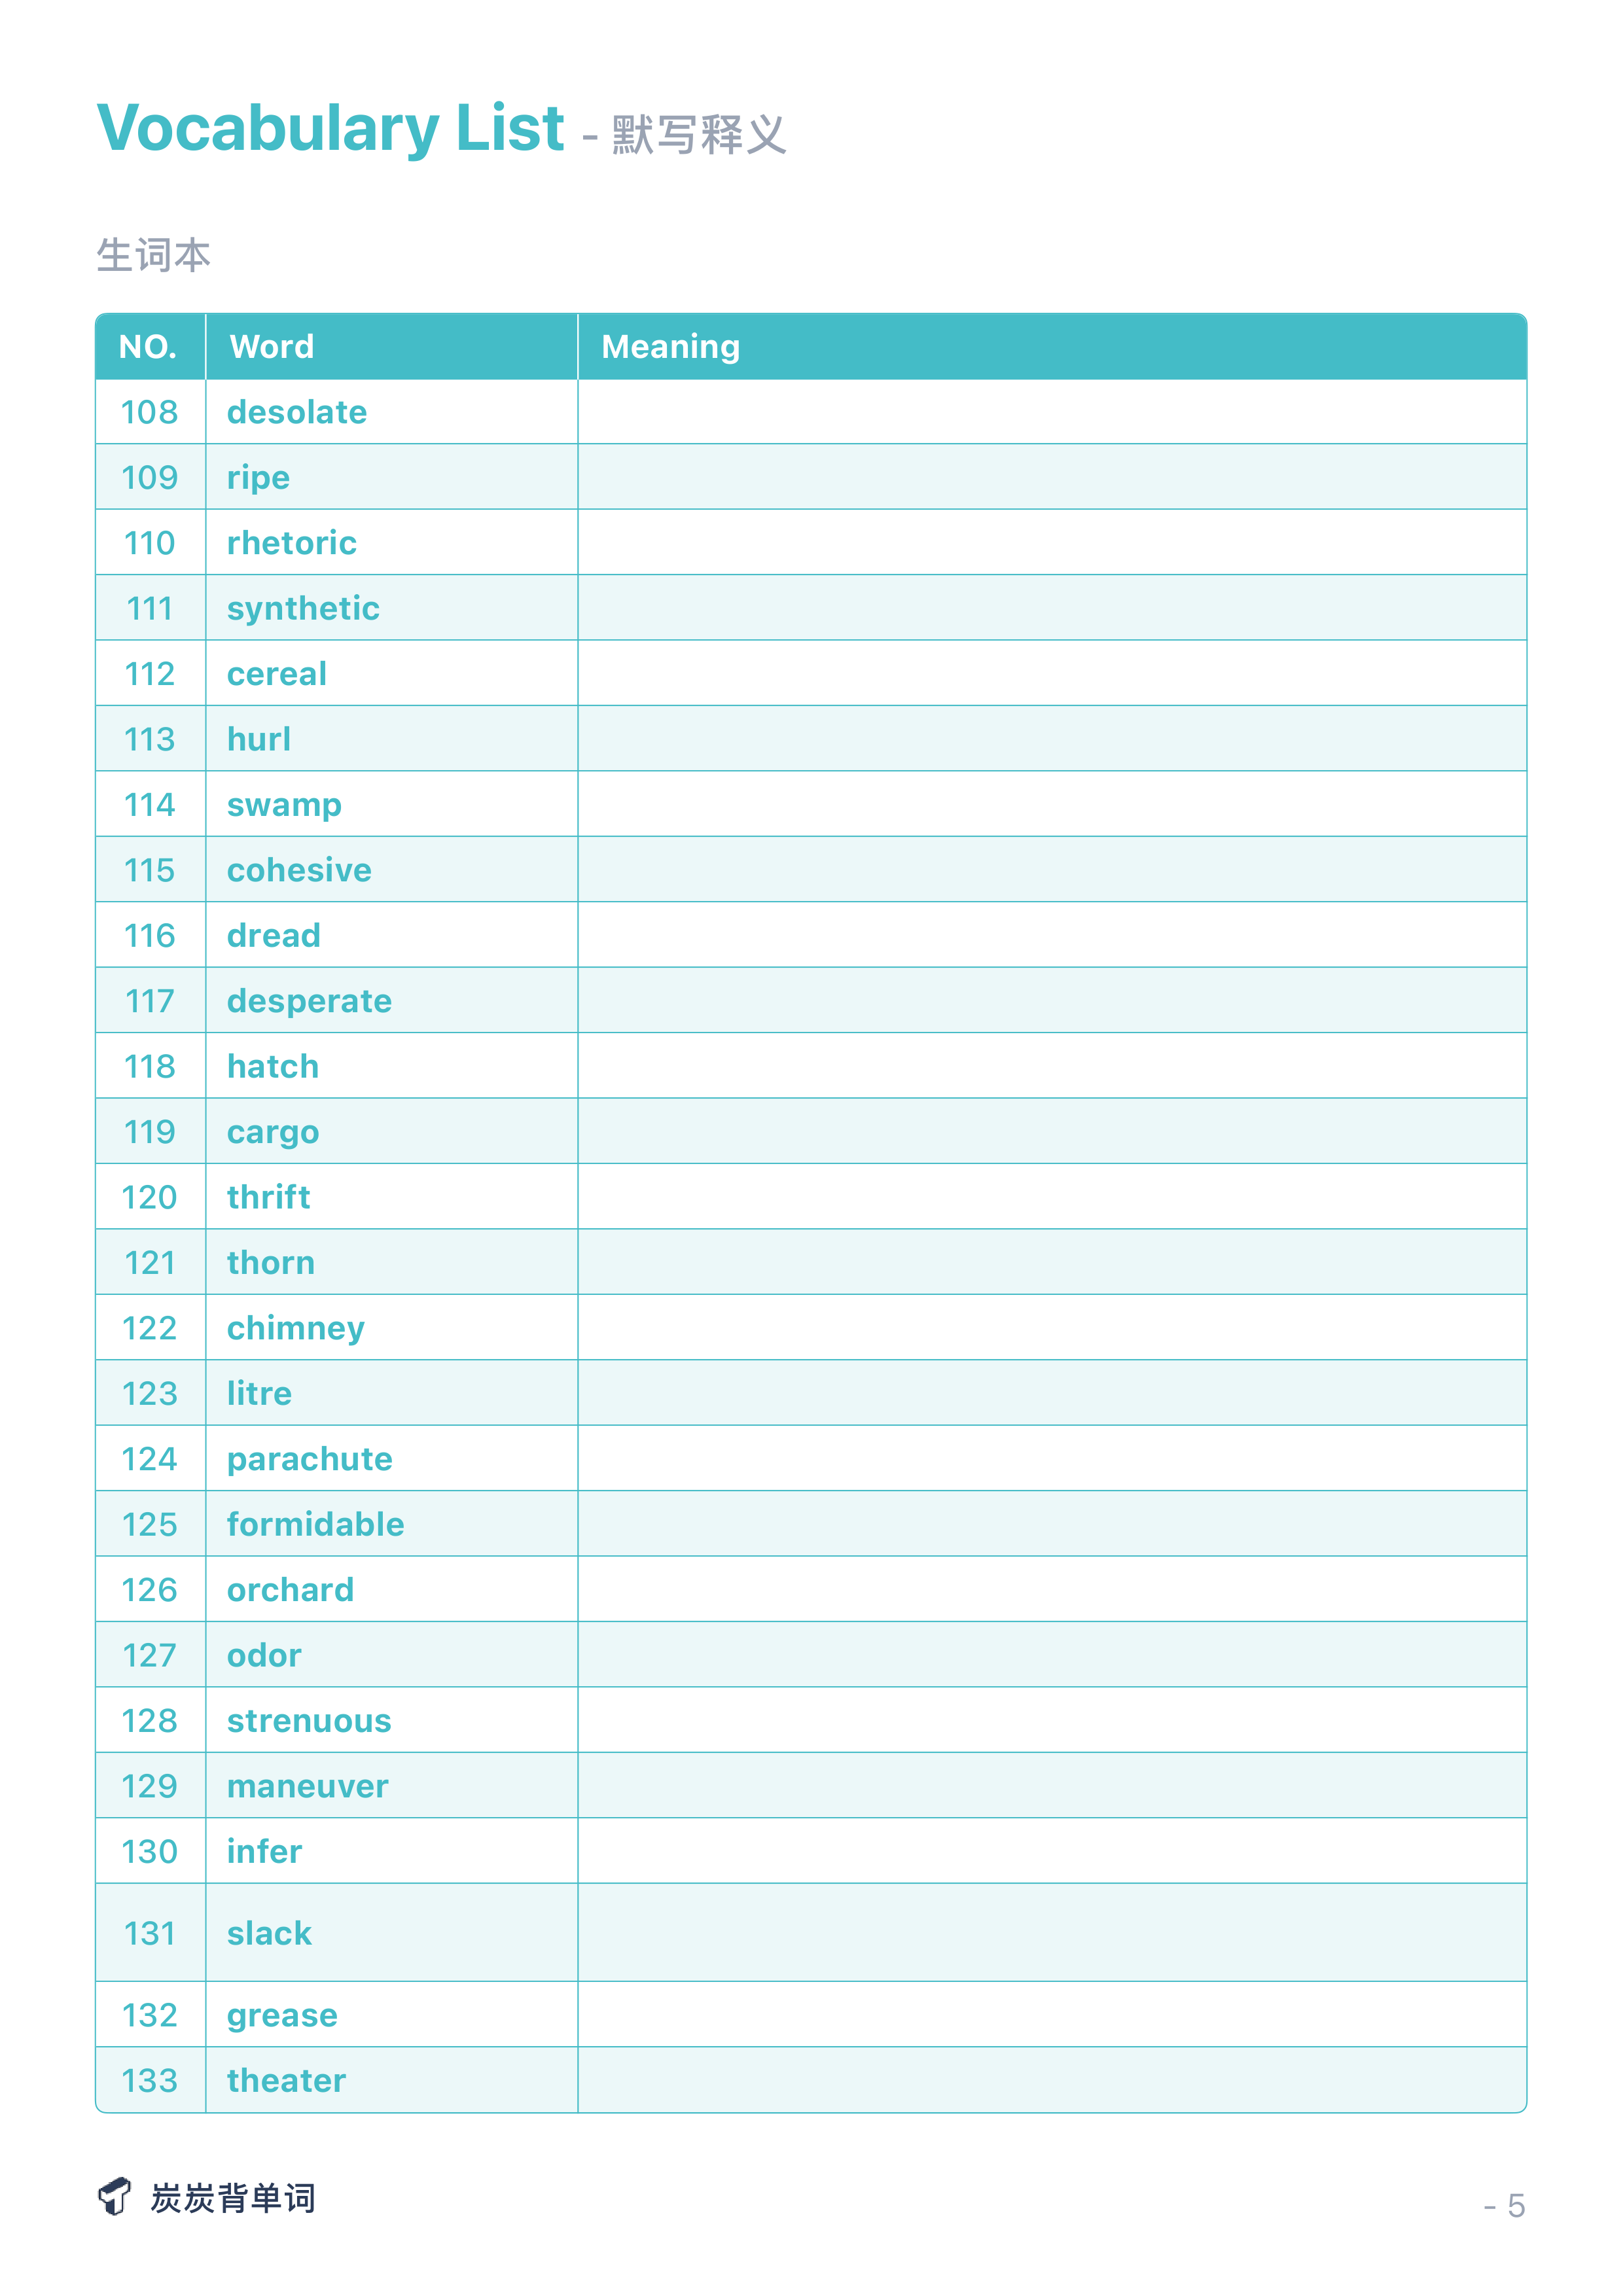 Vocabulary List - 默写释义
生词本
NO. Word Meaning
108 desolate
109 ripe
110 rhetoric
111 synthetic
112 cereal
113 hurl
114 swamp
115 cohesive
116 dread
117 desperate
118 hatch
119 cargo
120 thrift
121 thorn
122 chimney
123 litre
124 parachute
125 formidable
126 orchard
127 odor
128 strenuous
129 maneuver
130 infer
131 slack
132 grease
133 theater
炭炭背单词
- 5